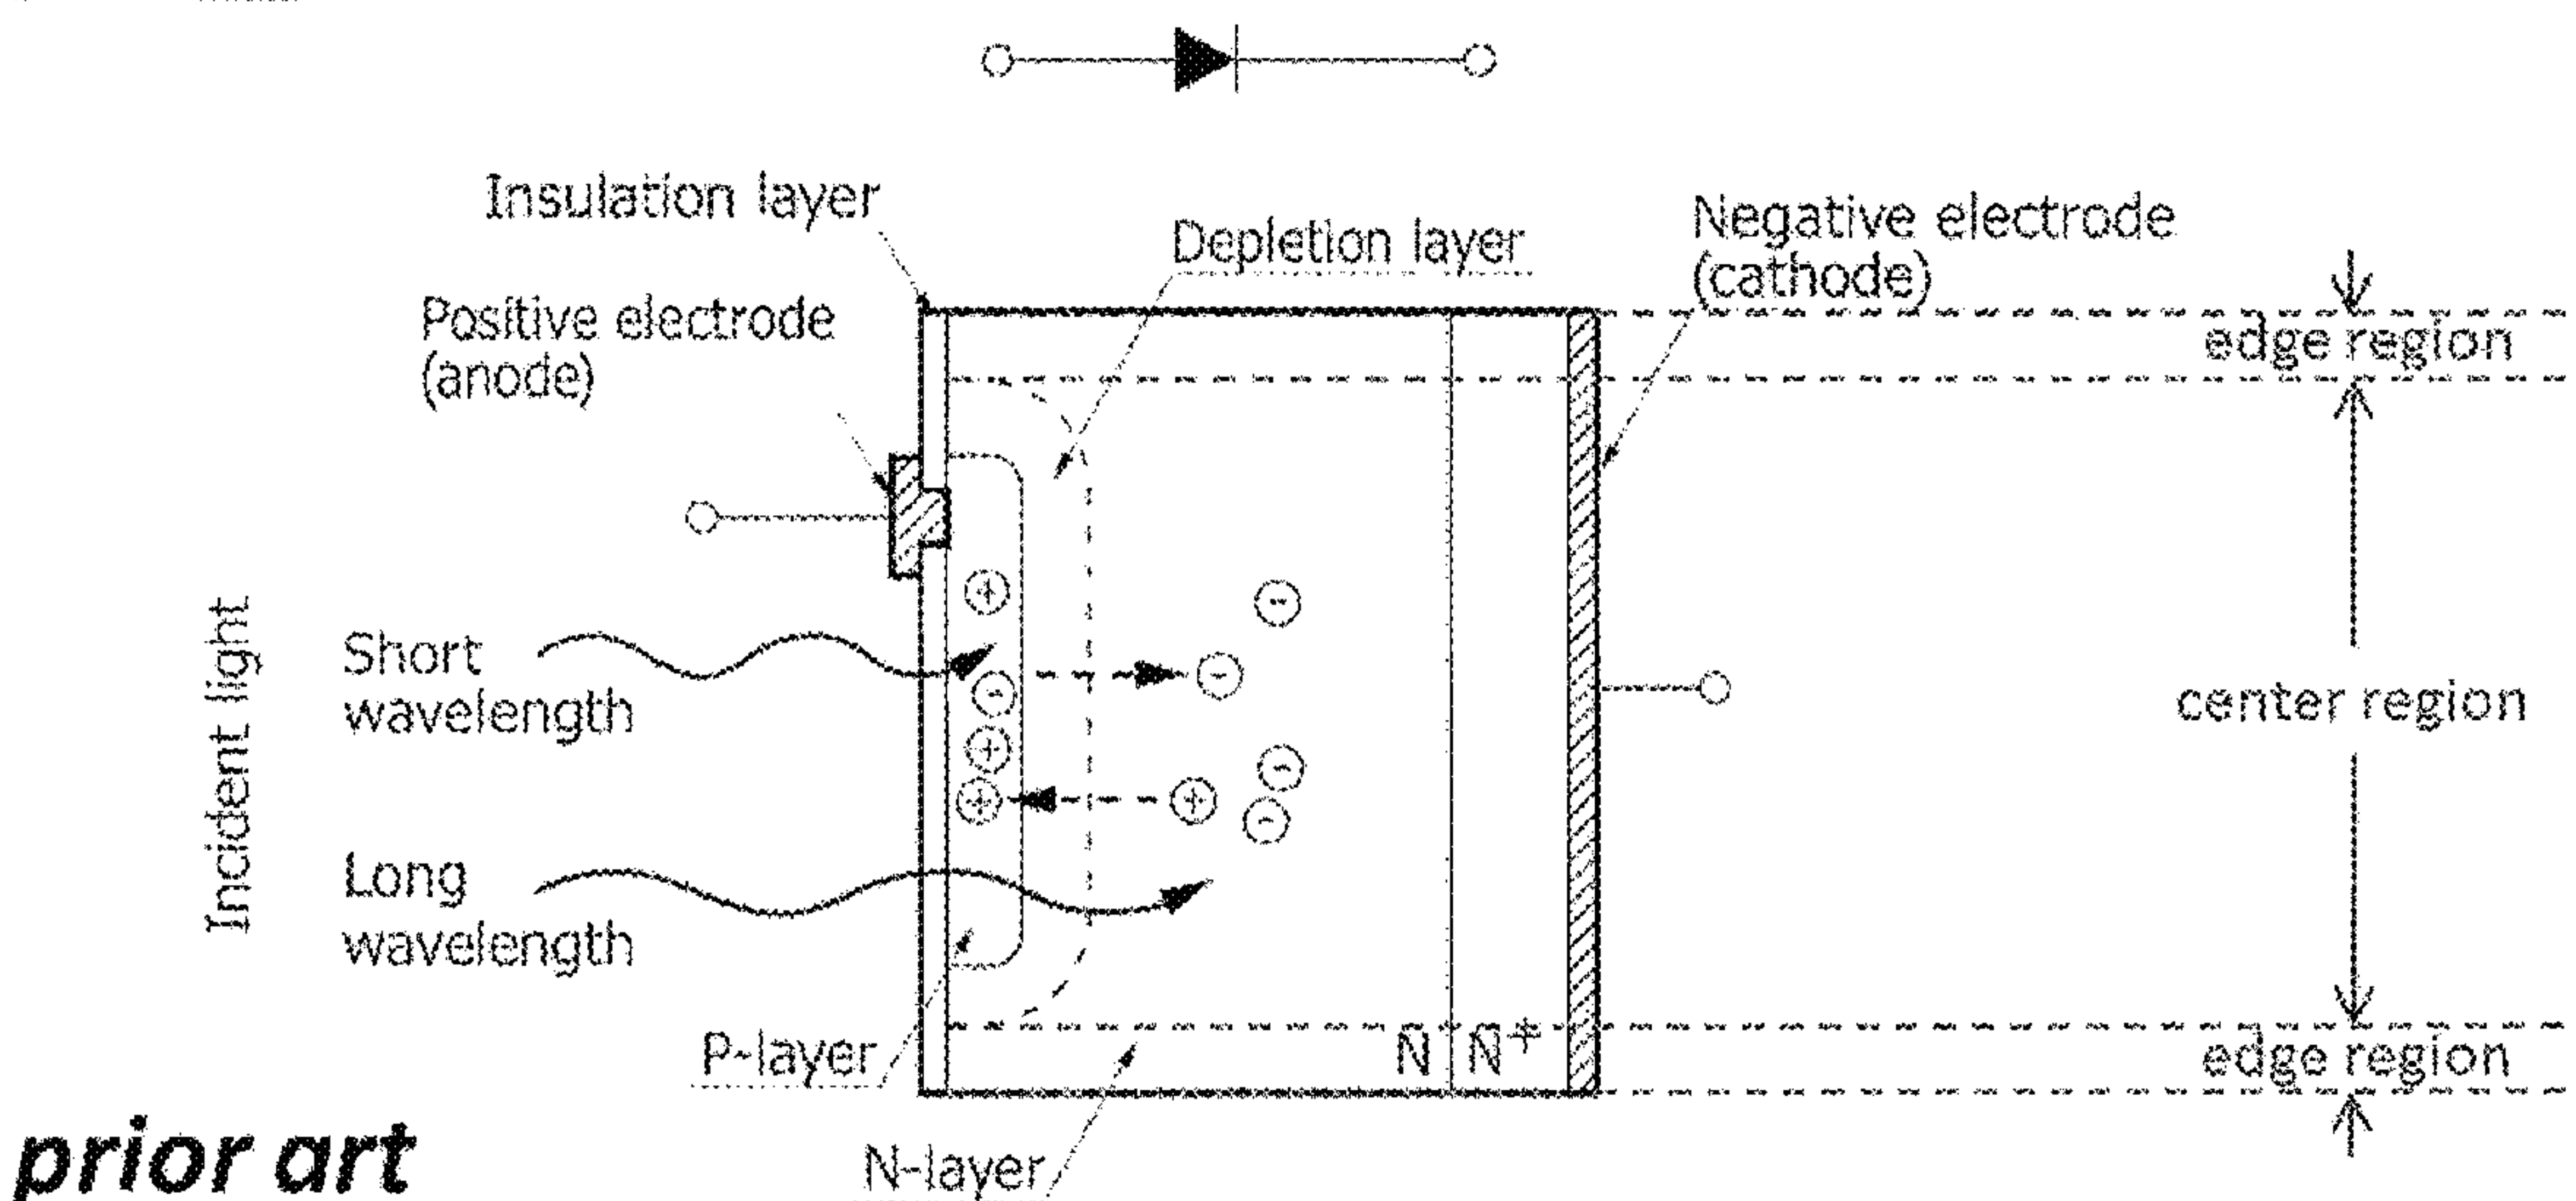 Insulation layer
Depletion layer
Negative electrode
(cathode)
Positive electrode
(anode)
edge region
Incident light
Short
wavelength
center region
Long
wavelength
P-layer
N
N+
edge region
N-layer
prior art